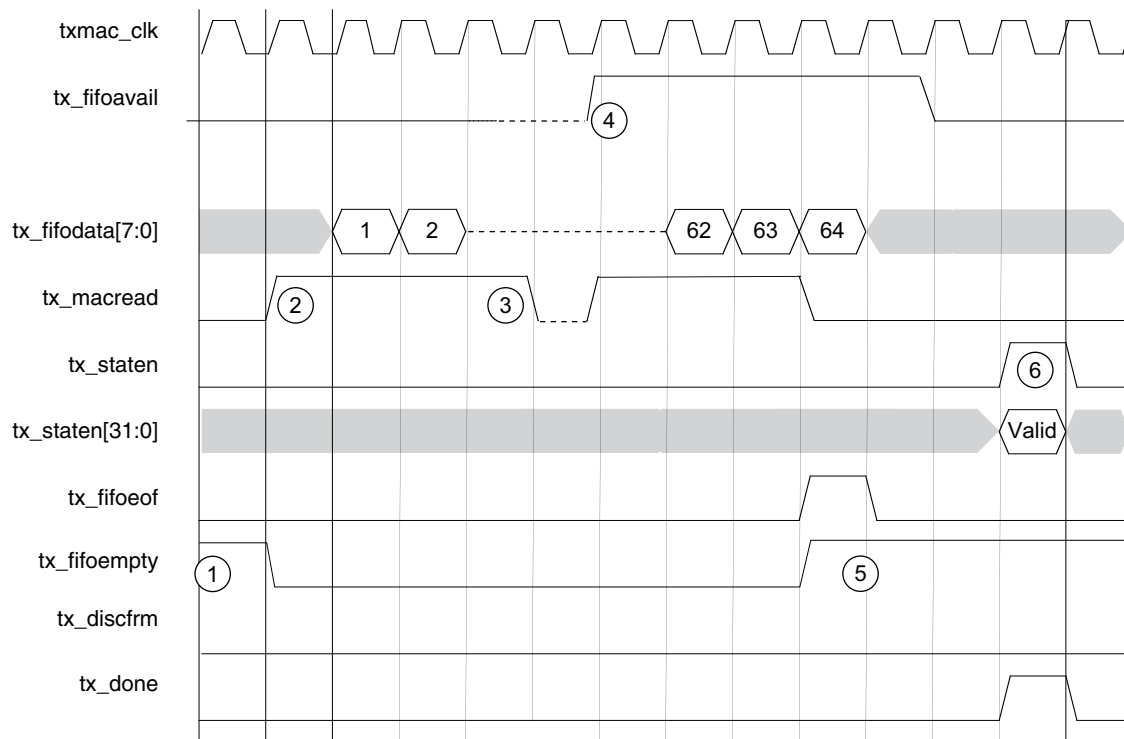 txmac_clk
tx_fifoavail
4
tx_fifodata[7:0] 1 2 62 63 64
tx_macread 2 3
tx_staten 6
tx_staten[31:0] Valid
tx_fifoeof
tx_fifoempty 1 5
tx_discfrm
tx_done